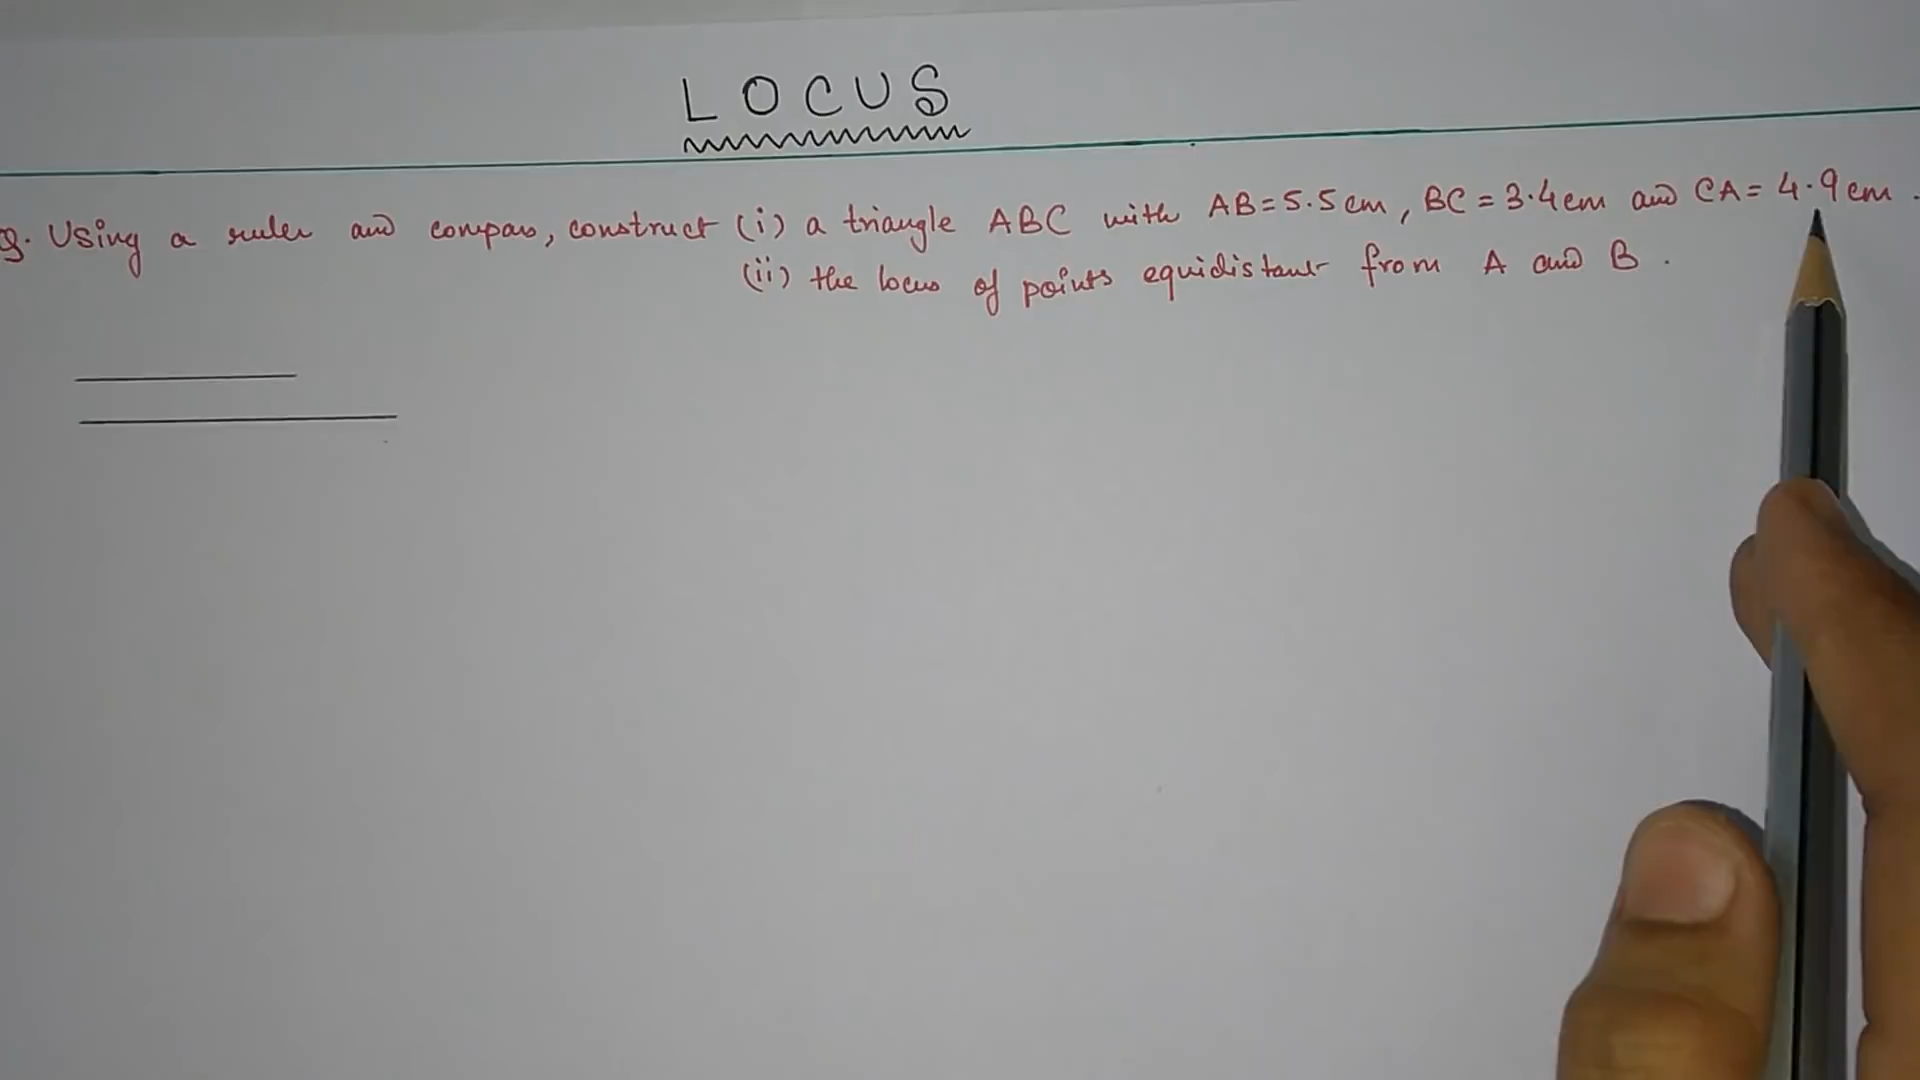 LOCUS
Q. Using a ruler and compass, construct (i) a triangle ABC with AB = 5.5 cm, BC = 3.4 cm and CA = 4.9 cm.
(ii) the locus of points equidistant from A and B.